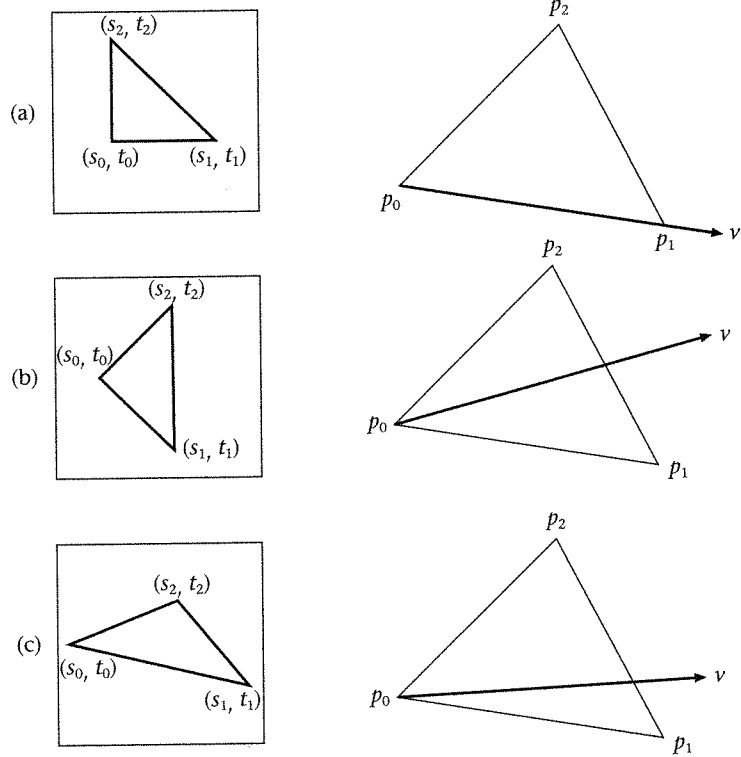 (s₂, t₂)
p₂
(a)
(s₀, t₀)
(s₁, t₁)
p₀
p₁
v
(s₂, t₂)
p₂
(s₀, t₀)
v
(b)
p₀
(s₁, t₁)
p₁
p₂
(s₂, t₂)
(c)
(s₀, t₀)
v
p₀
(s₁, t₁)
p₁